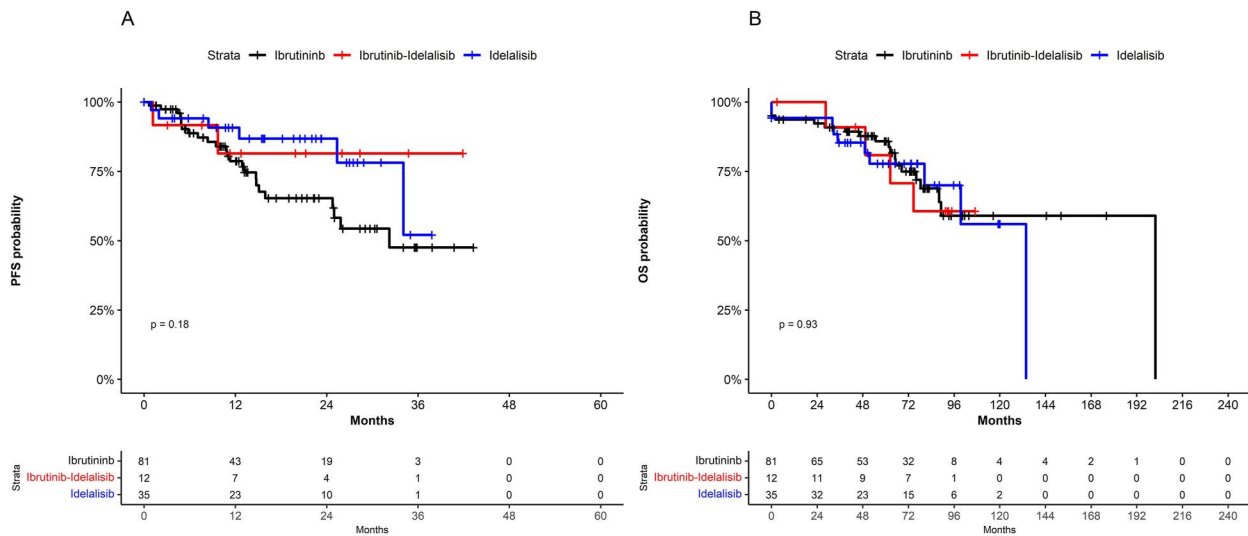 A
Strata Ibrutininb Ibrutinib-Idelalisib Idelalisib
PFS probability
100%
75%
50%
25%
0%
p = 0.18
0 12 24 36 48 60
Months
Strata
Ibrutininb 81 43 19 3 0 0
Ibrutinib-Idelalisib 12 7 4 1 0 0
Idelalisib 35 23 10 1 0 0
0 12 24 36 48 60
Months
B
Strata Ibrutininb Ibrutinib-Idelalisib Idelalisib
OS probability
100%
75%
50%
25%
0%
p = 0.93
0 24 48 72 96 120 144 168 192 216 240
Months
Strata
Ibrutininb 81 65 53 32 8 4 4 2 1 0 0
Ibrutinib-Idelalisib 12 11 9 7 1 0 0 0 0 0 0
Idelalisib 35 32 23 15 6 2 0 0 0 0 0
0 24 48 72 96 120 144 168 192 216 240
Months